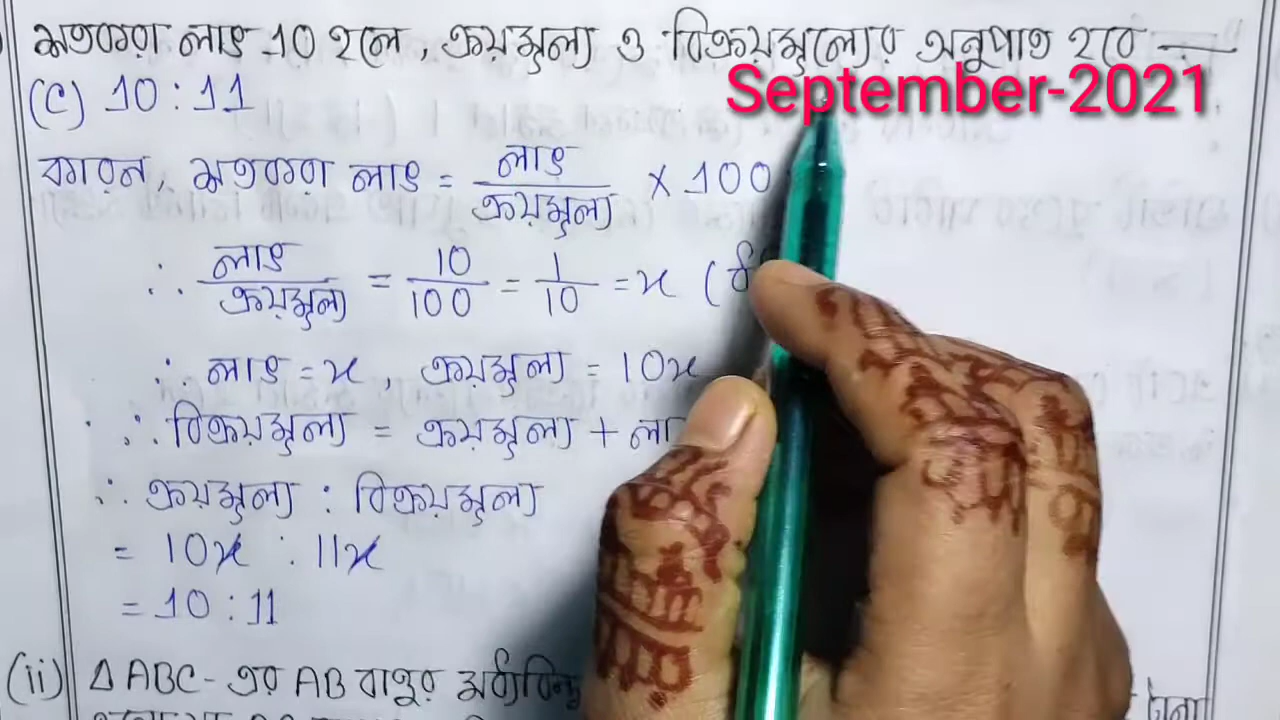 শতকরা লাভ 10 হলে, ক্রয়মূল্য ও বিক্রয়মূল্যের অনুপাত হবে —
September-2021
(c) 10 : 11
কারন, শতকরা লাভ = লাভ / ক্রয়মূল্য × 100
∴ লাভ / ক্রয়মূল্য = 10/100 = 1/10 = x (
∴ লাভ = x, ক্রয়মূল্য = 10x
∴ বিক্রয়মূল্য = ক্রয়মূল্য +
∴ ক্রয়মূল্য : বিক্রয়মূল্য
= 10x : 11x
= 10 : 11
(ii) Δ ABC - এর AB বাহুর মধ্যবিন্দু